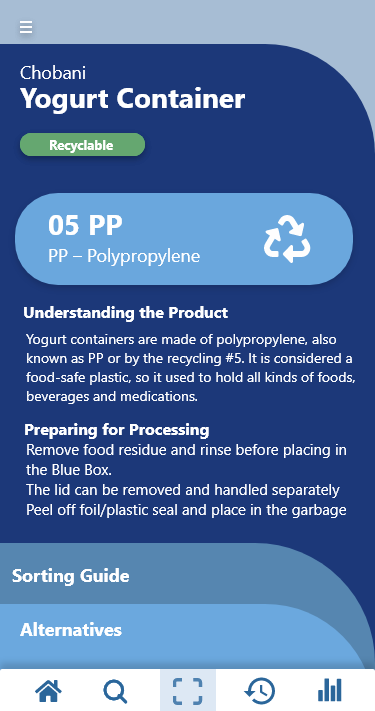 Chobani
Yogurt Container
Recyclable
05 PP
PP – Polypropylene
Understanding the Product
Yogurt containers are made of polypropylene, also
known as PP or by the recycling #5. It is considered a
food-safe plastic, so it used to hold all kinds of foods,
beverages and medications.
Preparing for Processing
Remove food residue and rinse before placing in
the Blue Box.
The lid can be removed and handled separately
Peel off foil/plastic seal and place in the garbage
Sorting Guide
Alternatives